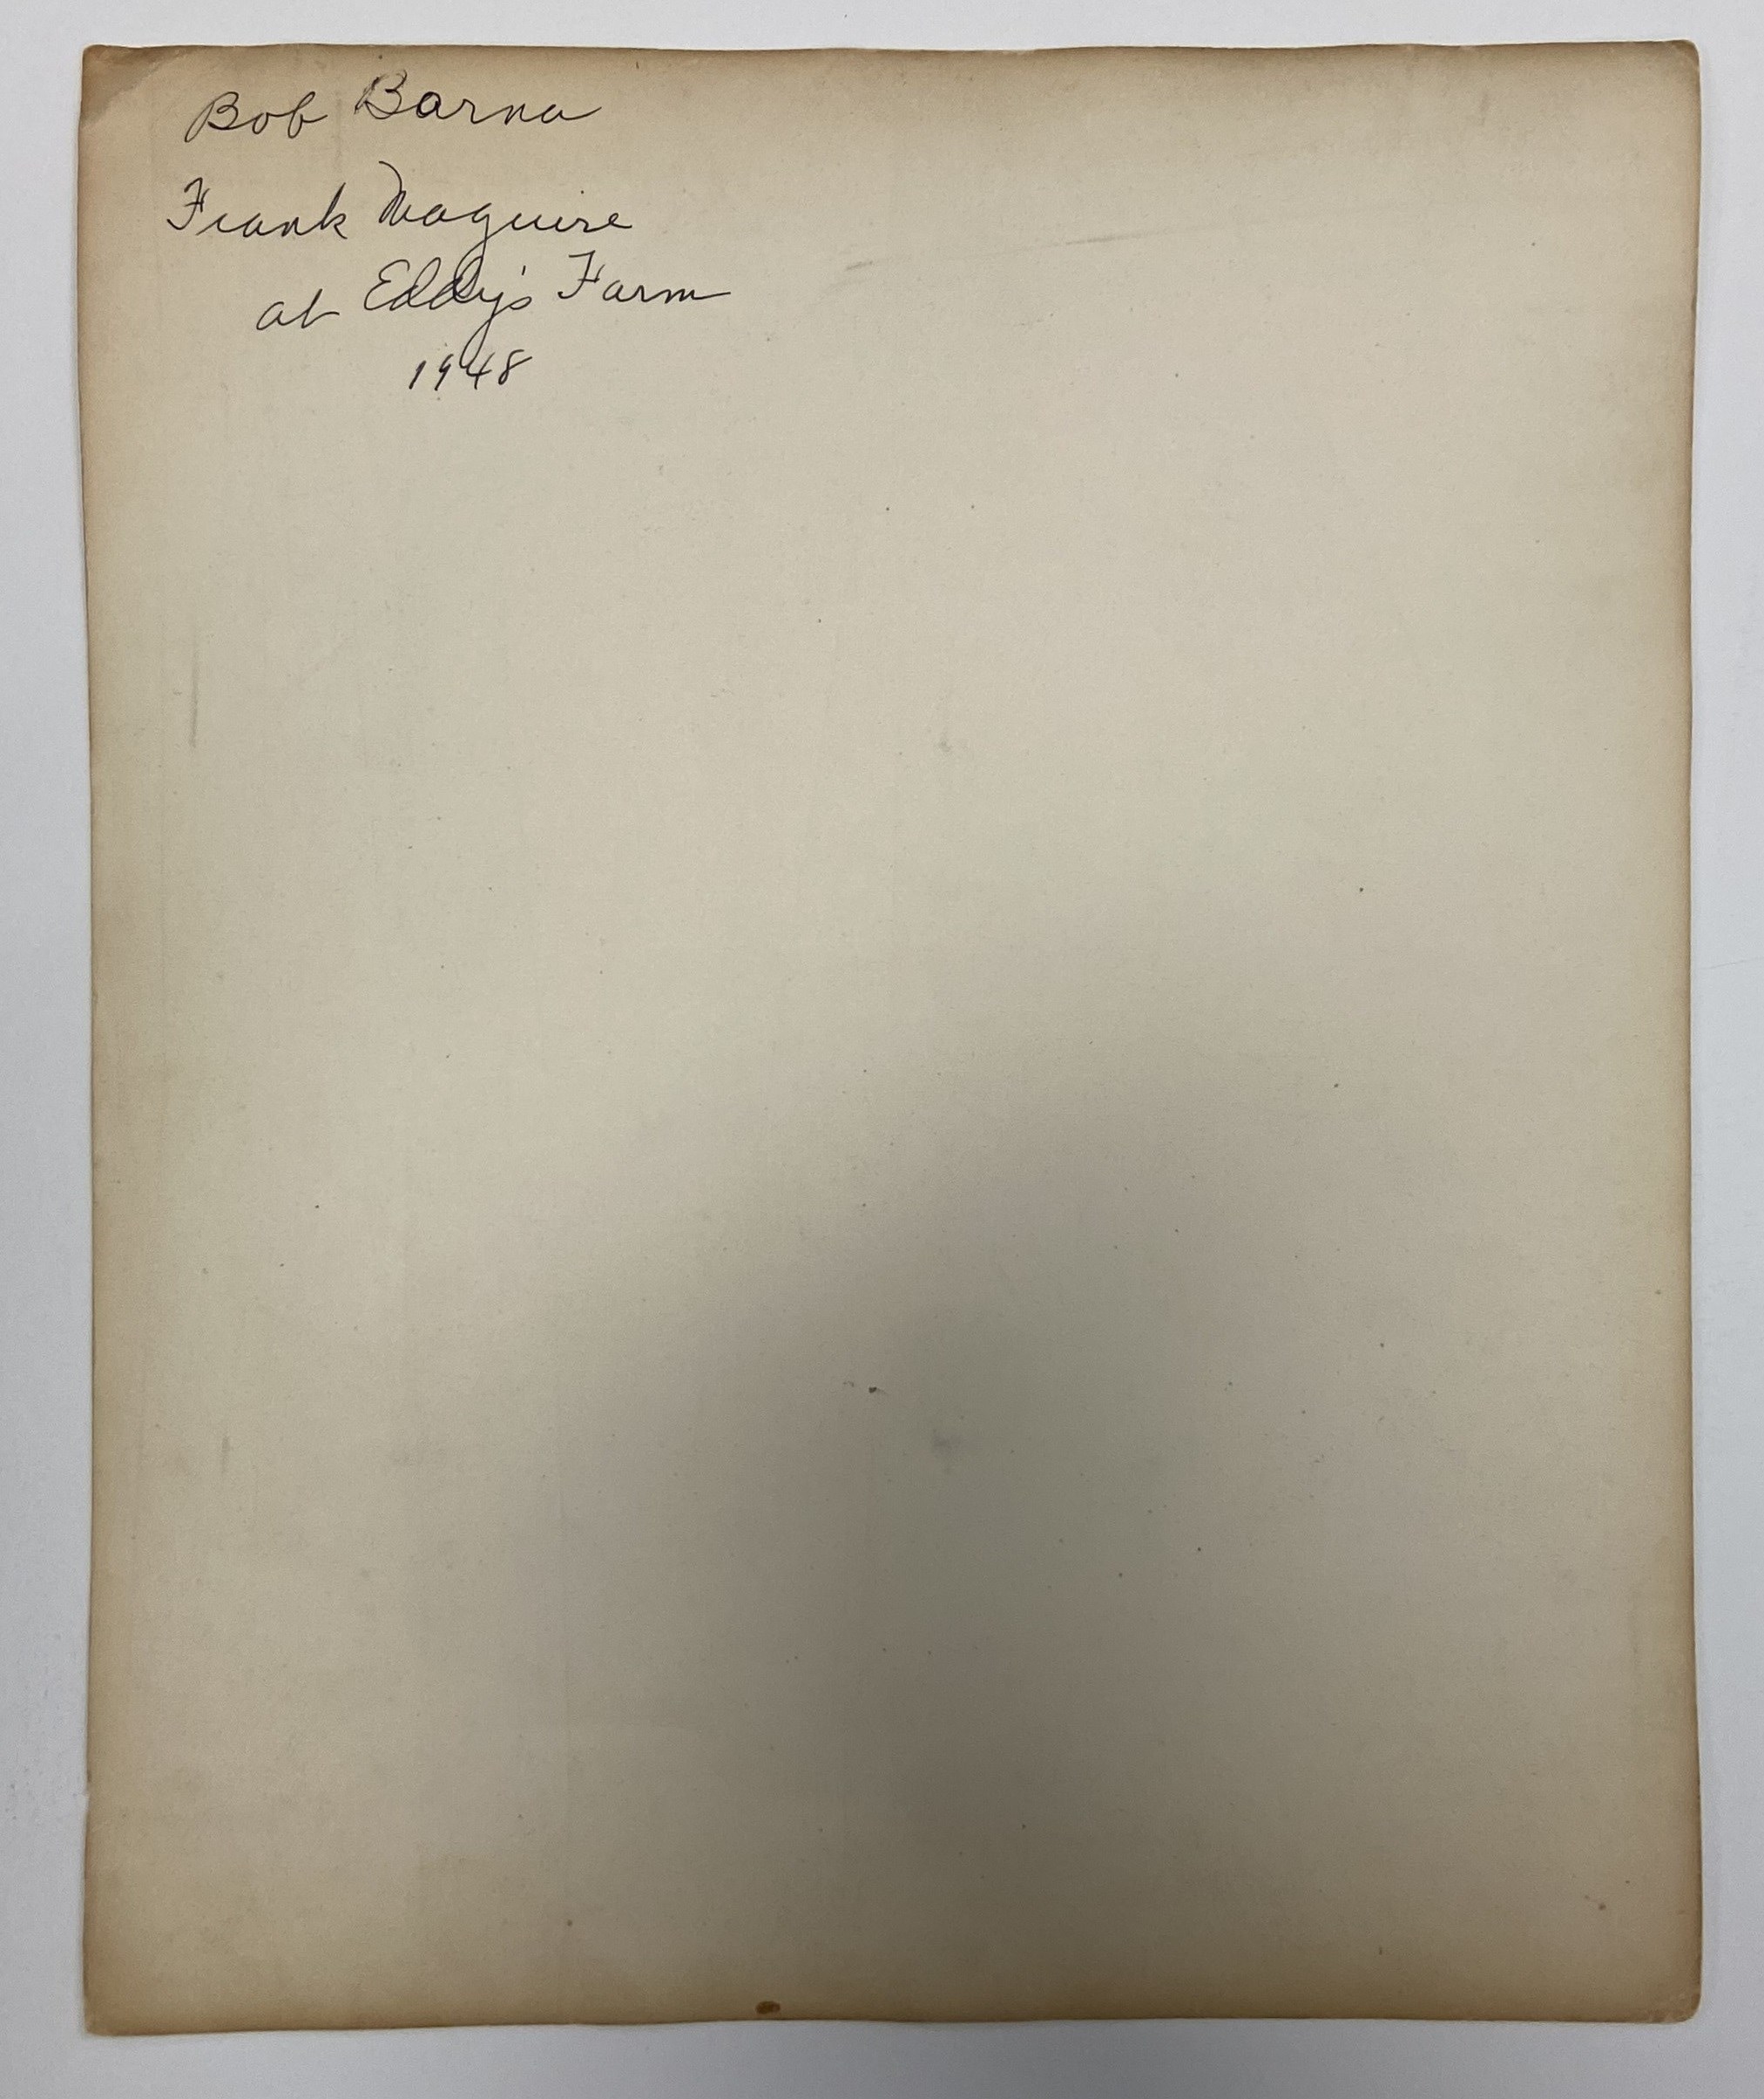 Bob Barna
Frank Maguire
at Eddy's Farm
1948